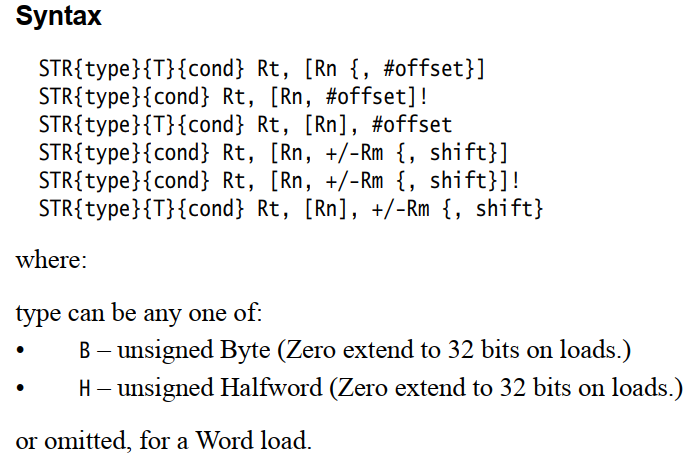 Syntax
STR{type}{T}{cond} Rt, [Rn {, #offset}]
STR{type}{cond} Rt, [Rn, #offset]!
STR{type}{T}{cond} Rt, [Rn], #offset
STR{type}{cond} Rt, [Rn, +/-Rm {, shift}]
STR{type}{cond} Rt, [Rn, +/-Rm {, shift}]!
STR{type}{T}{cond} Rt, [Rn], +/-Rm {, shift}
where:
type can be any one of:
• B – unsigned Byte (Zero extend to 32 bits on loads.)
• H – unsigned Halfword (Zero extend to 32 bits on loads.)
or omitted, for a Word load.